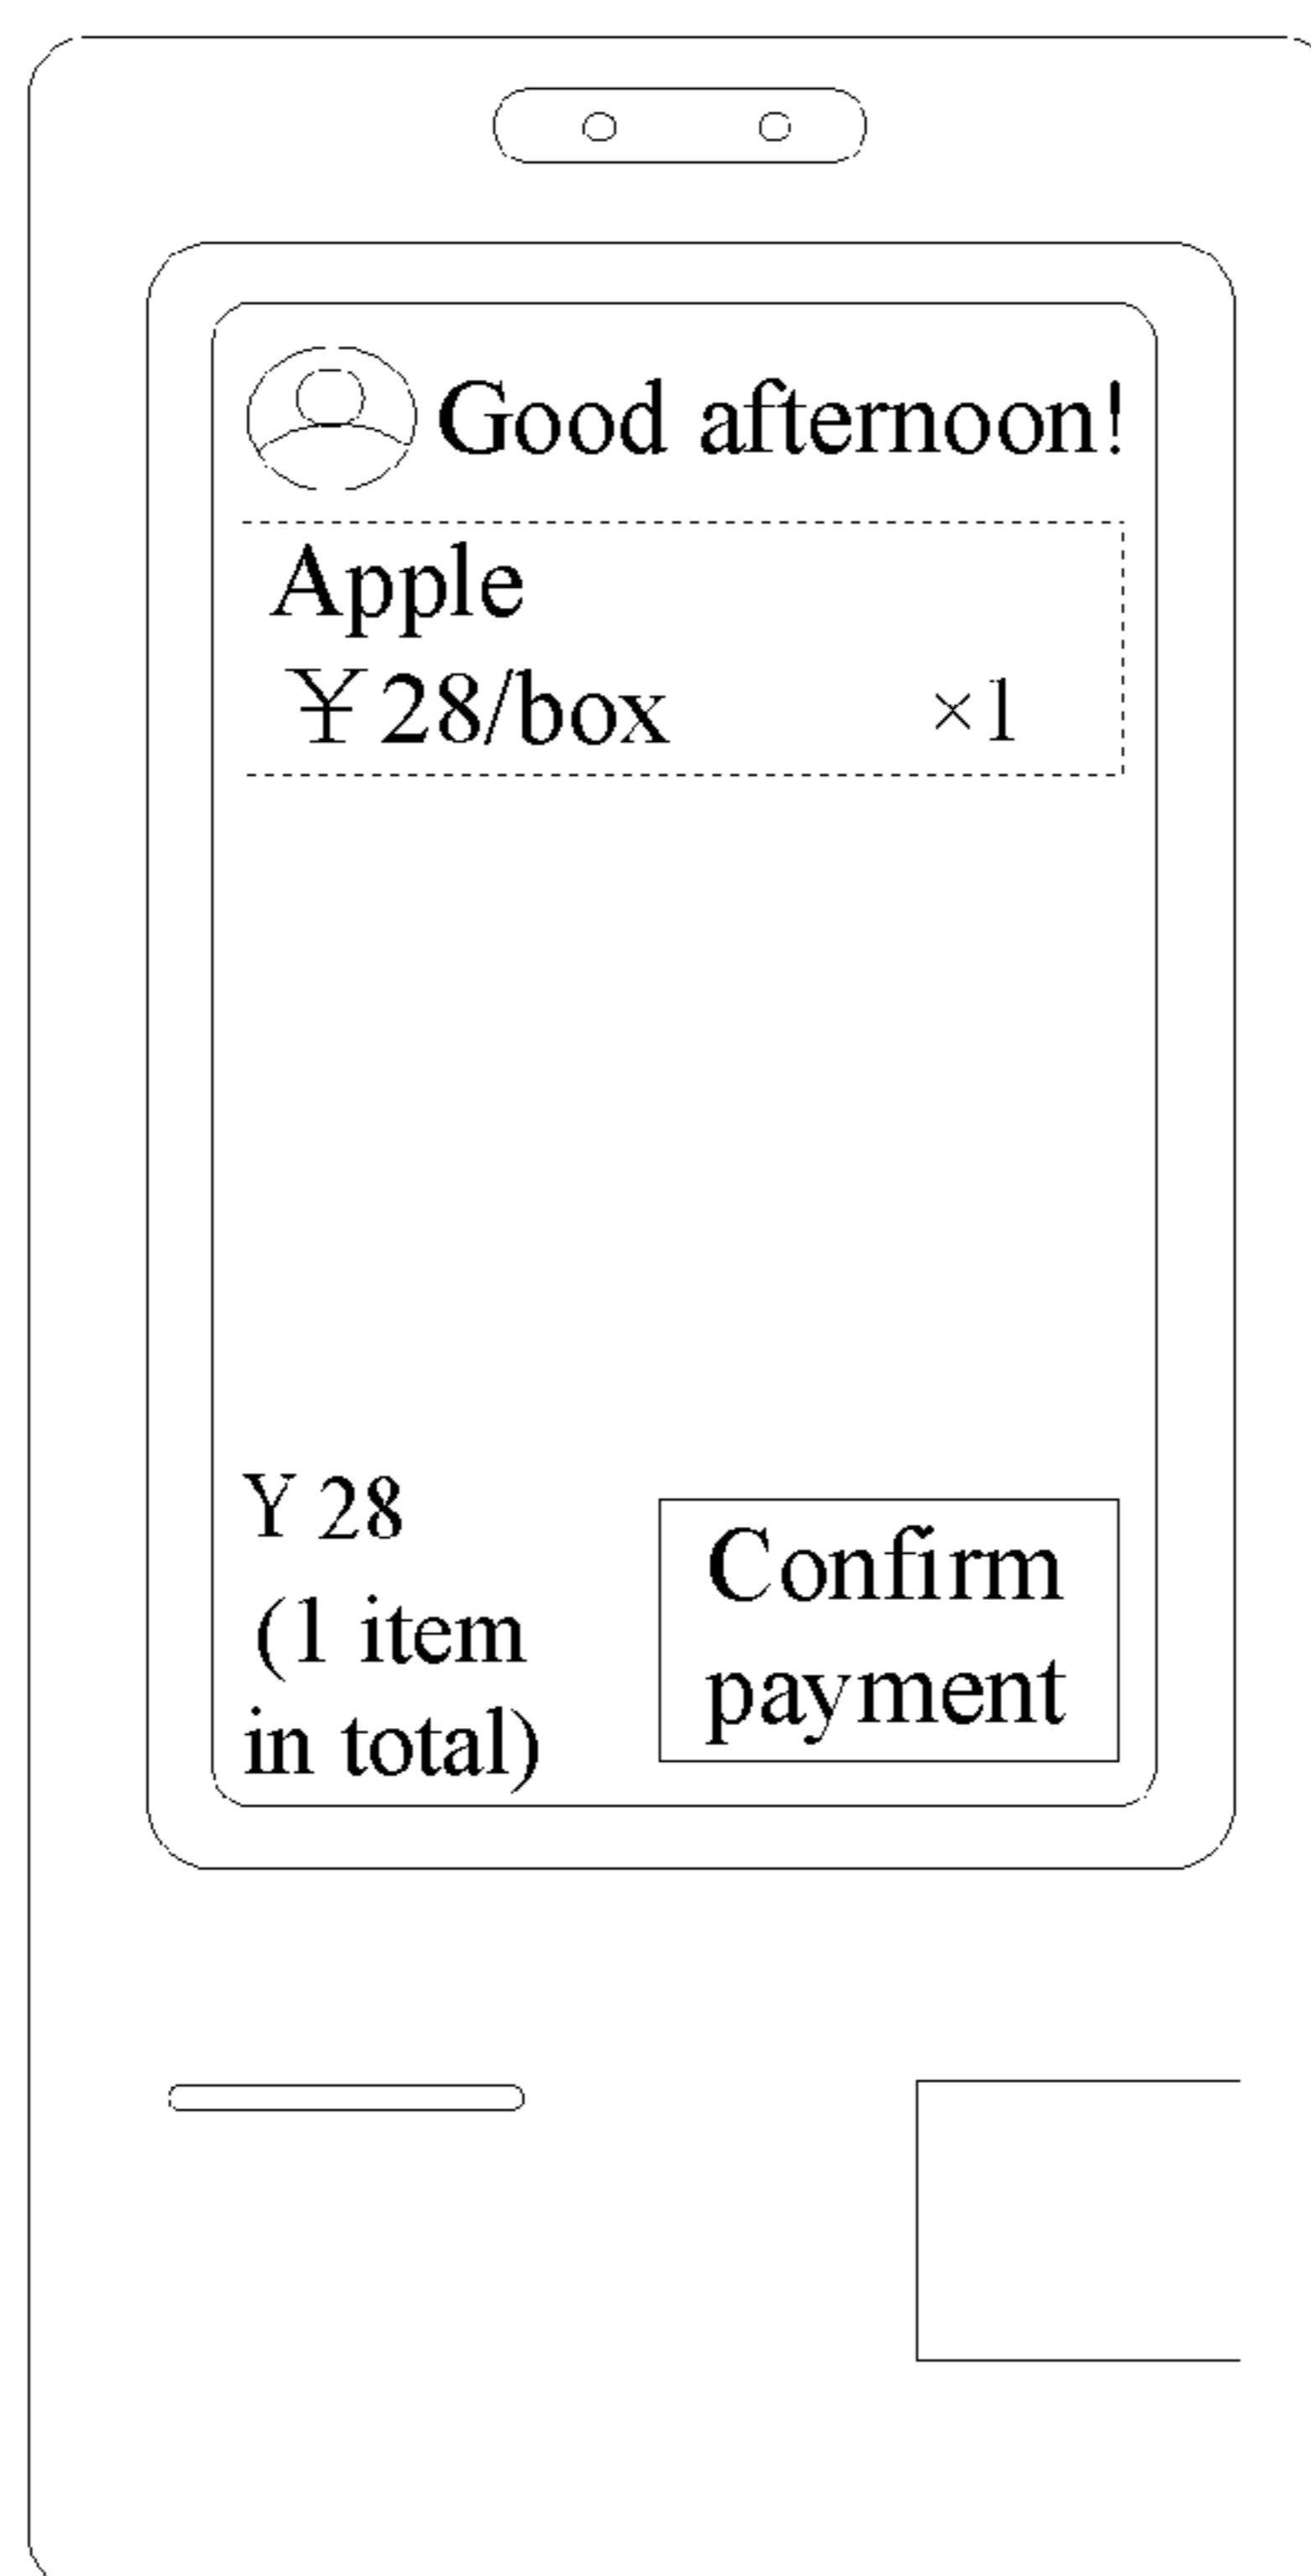 Good afternoon!
Apple
¥28/box ×1
Y 28
(1 item
in total)
Confirm
payment